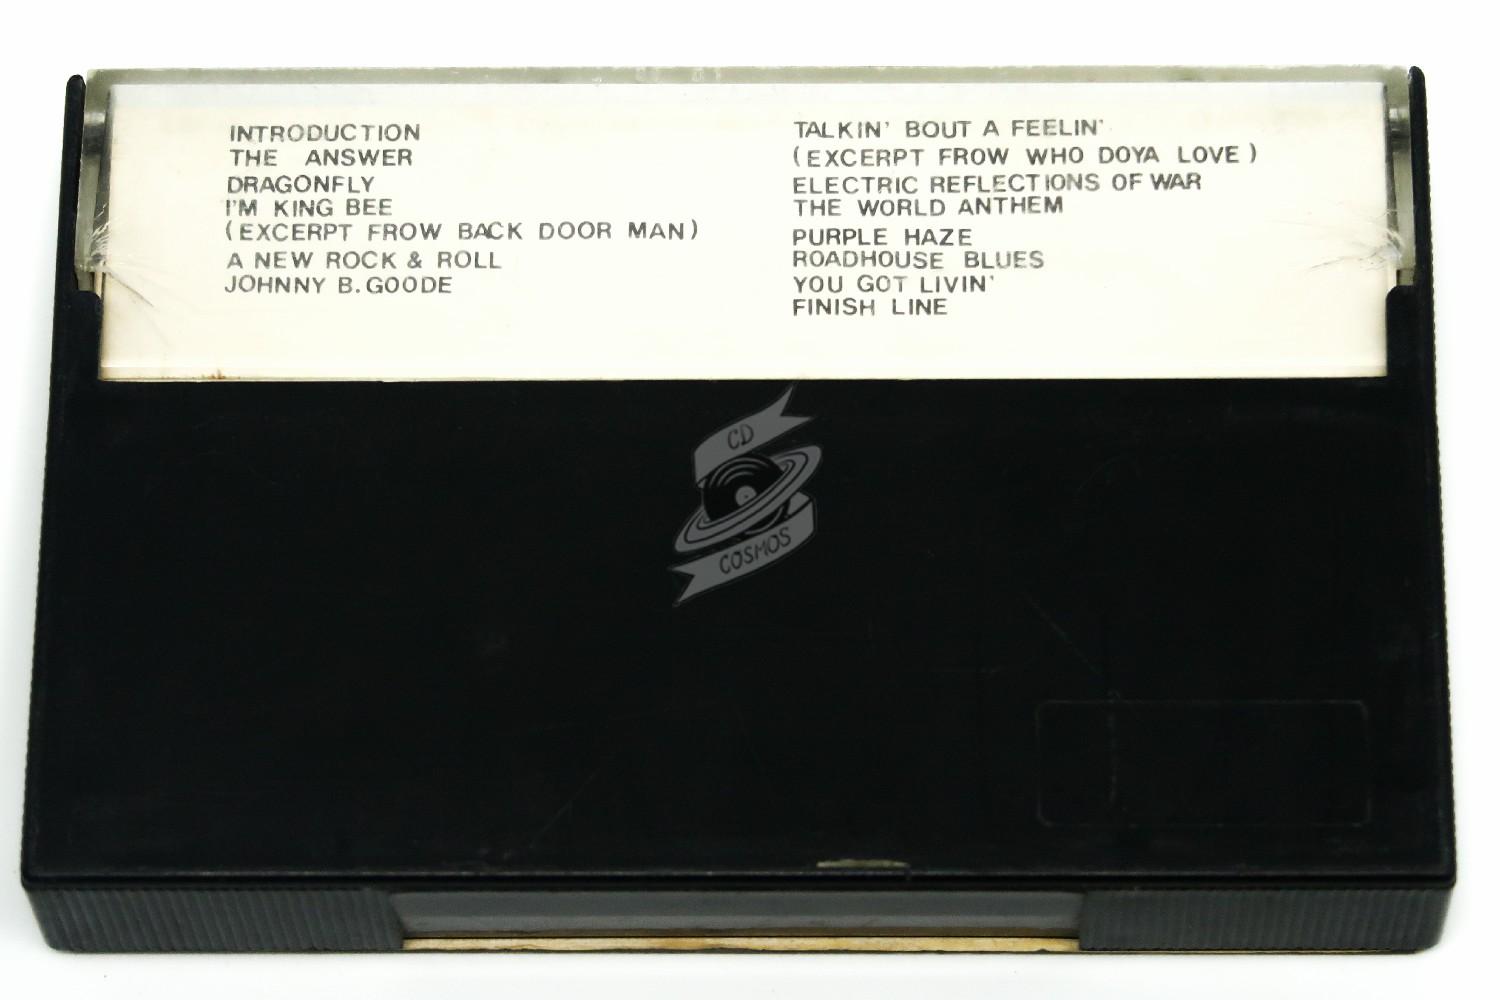 INTRODUCTION
THE ANSWER
DRAGONFLY
I'M KING BEE
(EXCERPT FROW BACK DOOR MAN)
A NEW ROCK & ROLL
JOHNNY B. GOODE
TALKIN' BOUT A FEELIN'
(EXCERPT FROW WHO DOYA LOVE)
ELECTRIC REFLECTIONS OF WAR
THE WORLD ANTHEM
PURPLE HAZE
ROADHOUSE BLUES
YOU GOT LIVIN'
FINISH LINE
CD
COSMOS